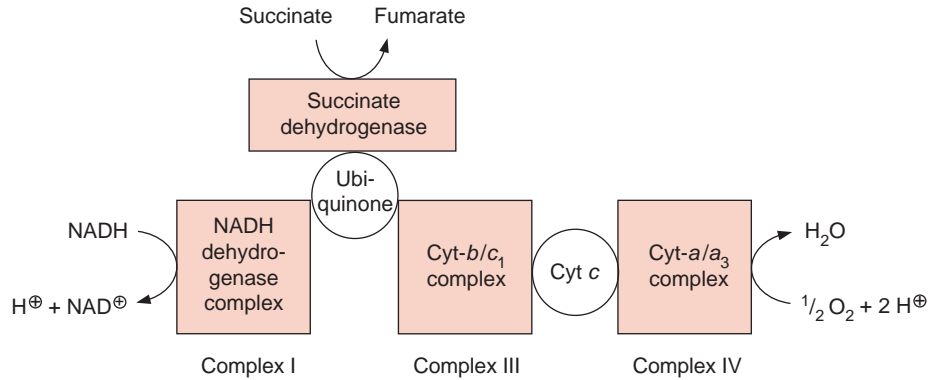 Succinate Fumarate
Succinate
dehydrogenase
Ubi-
quinone
NADH
H⊕ + NAD⊕
NADH
dehydro-
genase
complex
Cyt-b/c₁
complex
Cyt c
Cyt-a/a₃
complex
H₂O
½ O₂ + 2 H⊕
Complex I Complex III Complex IV